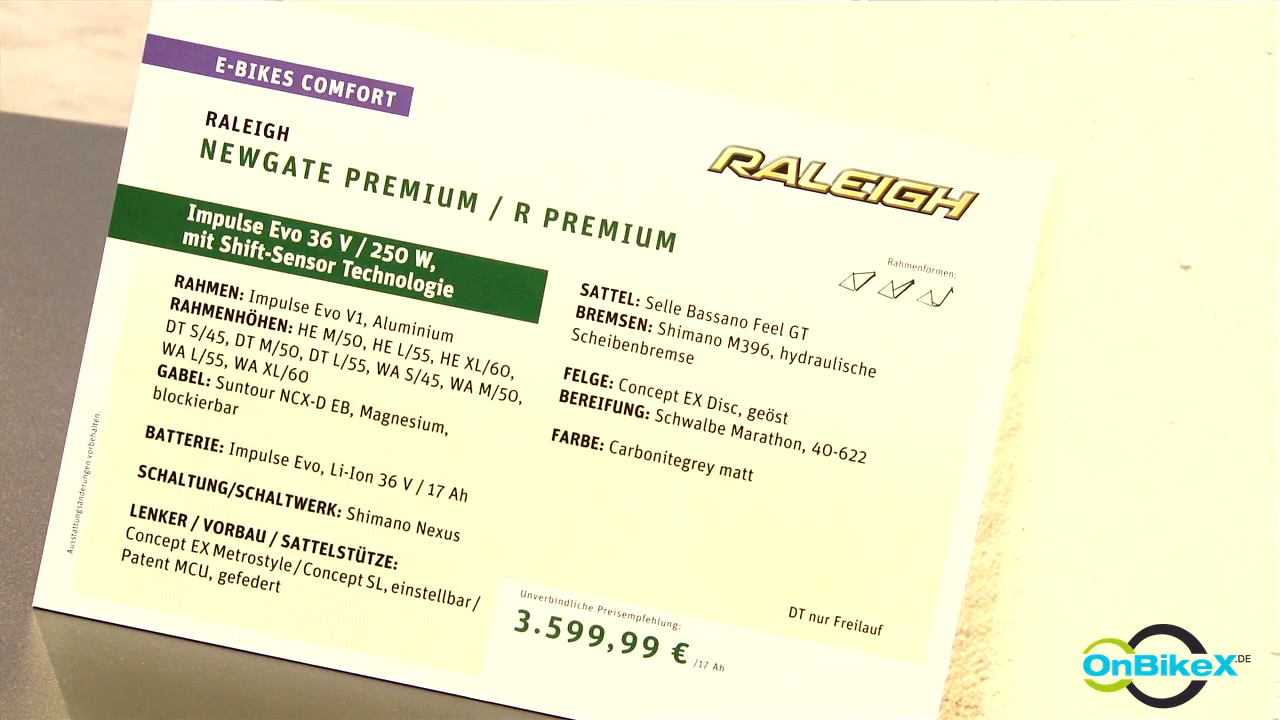 E-BIKES COMFORT
RALEIGH
NEWGATE PREMIUM / R PREMIUM
RALEIGH
Impulse Evo 36 V / 250 W,
mit Shift-Sensor Technologie
Rahmenformen:
RAHMEN: Impulse Evo V1, Aluminium
RAHMENHÖHEN: HE M/50, HE L/55, HE XL/60,
DT S/45, DT M/50, DT L/55, WA S/45, WA M/50,
WA L/55, WA XL/60
GABEL: Suntour NCX-D EB, Magnesium,
blockierbar
BATTERIE: Impulse Evo, Li-Ion 36 V / 17 Ah
SCHALTUNG/SCHALTWERK: Shimano Nexus
LENKER / VORBAU / SATTELSTÜTZE:
Concept EX Metrostyle / Concept SL, einstellbar /
Patent MCU, gefedert
SATTEL: Selle Bassano Feel GT
BREMSEN: Shimano M396, hydraulische
Scheibenbremse
FELGE: Concept EX Disc, geöst
BEREIFUNG: Schwalbe Marathon, 40-622
FARBE: Carbonitegrey matt
DT nur Freilauf
Unverbindliche Preisempfehlung:
3.599,99 € /17 Ah
Ausstattungsänderungen vorbehalten.
OnBikeX.DE